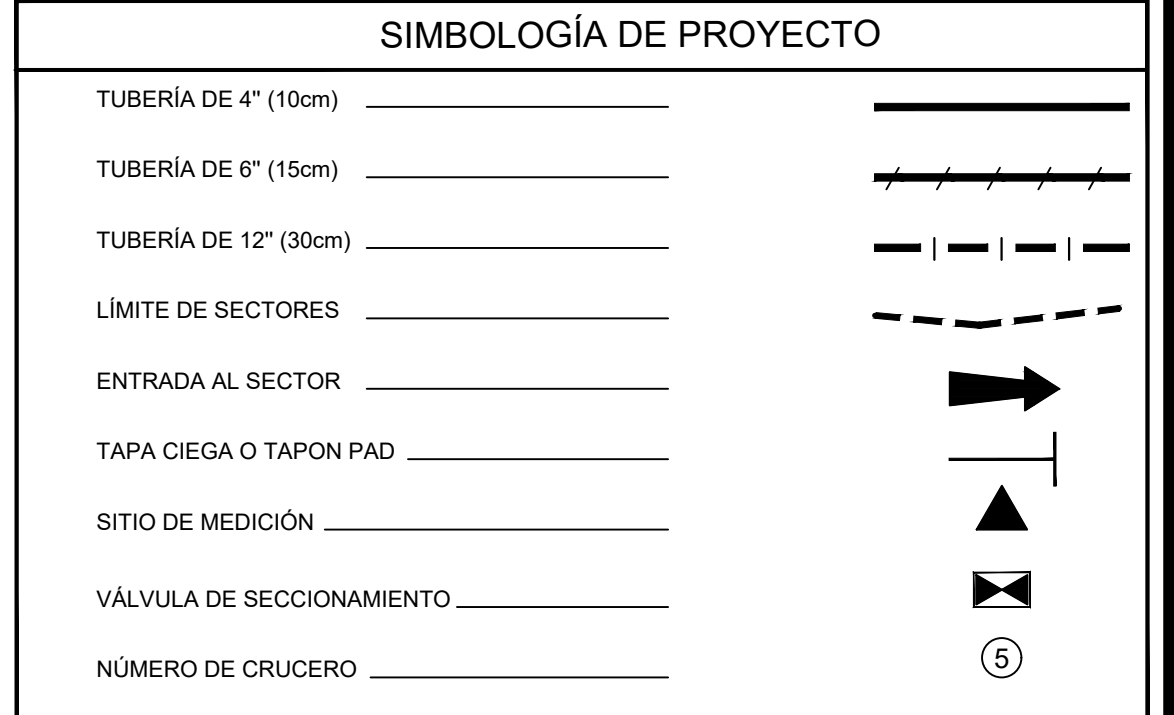 SIMBOLOGÍA DE PROYECTO
TUBERÍA DE 4" (10cm)
TUBERÍA DE 6" (15cm)
TUBERÍA DE 12" (30cm)
LÍMITE DE SECTORES
ENTRADA AL SECTOR
TAPA CIEGA O TAPON PAD
SITIO DE MEDICIÓN
VÁLVULA DE SECCIONAMIENTO
NÚMERO DE CRUCERO 5